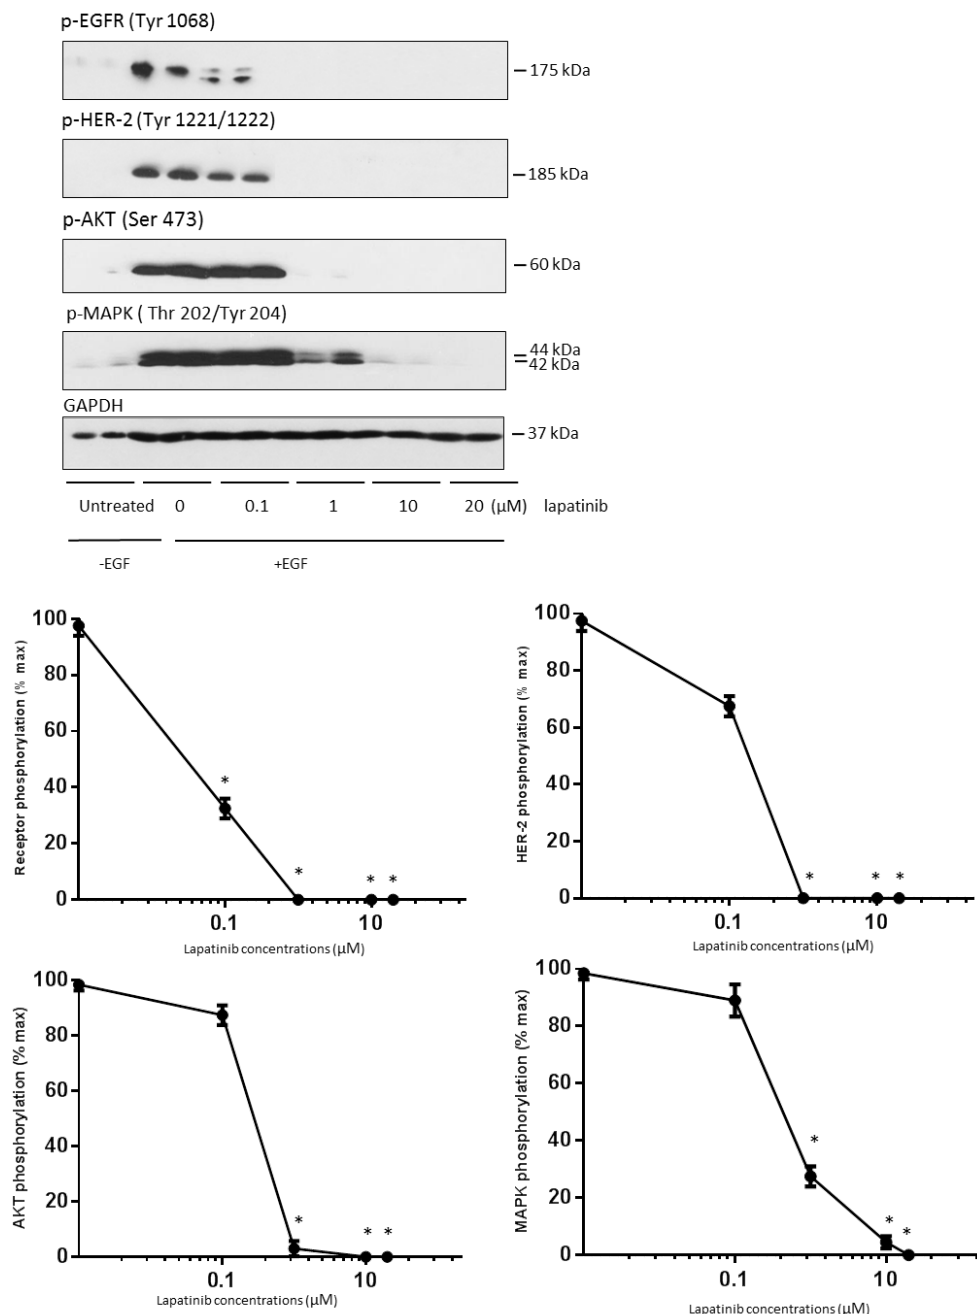 p-EGFR (Tyr 1068)
175 kDa
p-HER-2 (Tyr 1221/1222)
185 kDa
p-AKT (Ser 473)
60 kDa
p-MAPK ( Thr 202/Tyr 204)
44 kDa
42 kDa
GAPDH
37 kDa
Untreated 0 0.1 1 10 20 (µM) lapatinib
-EGF +EGF
Receptor phosphorylation (% max)
100
80
60
40
20
0
* * * *
0.1 10
Lapatinib concentrations (µM)
HER-2 phosphorylation (% max)
100
80
60
40
20
0
* * *
0.1 10
Lapatinib concentrations (µM)
AKT phosphorylation (% max)
100
80
60
40
20
0
* * *
0.1 10
Lapatinib concentrations (µM)
MAPK phosphorylation (% max)
100
80
60
40
20
0
* * *
0.1 10
Lapatinib concentrations (µM)